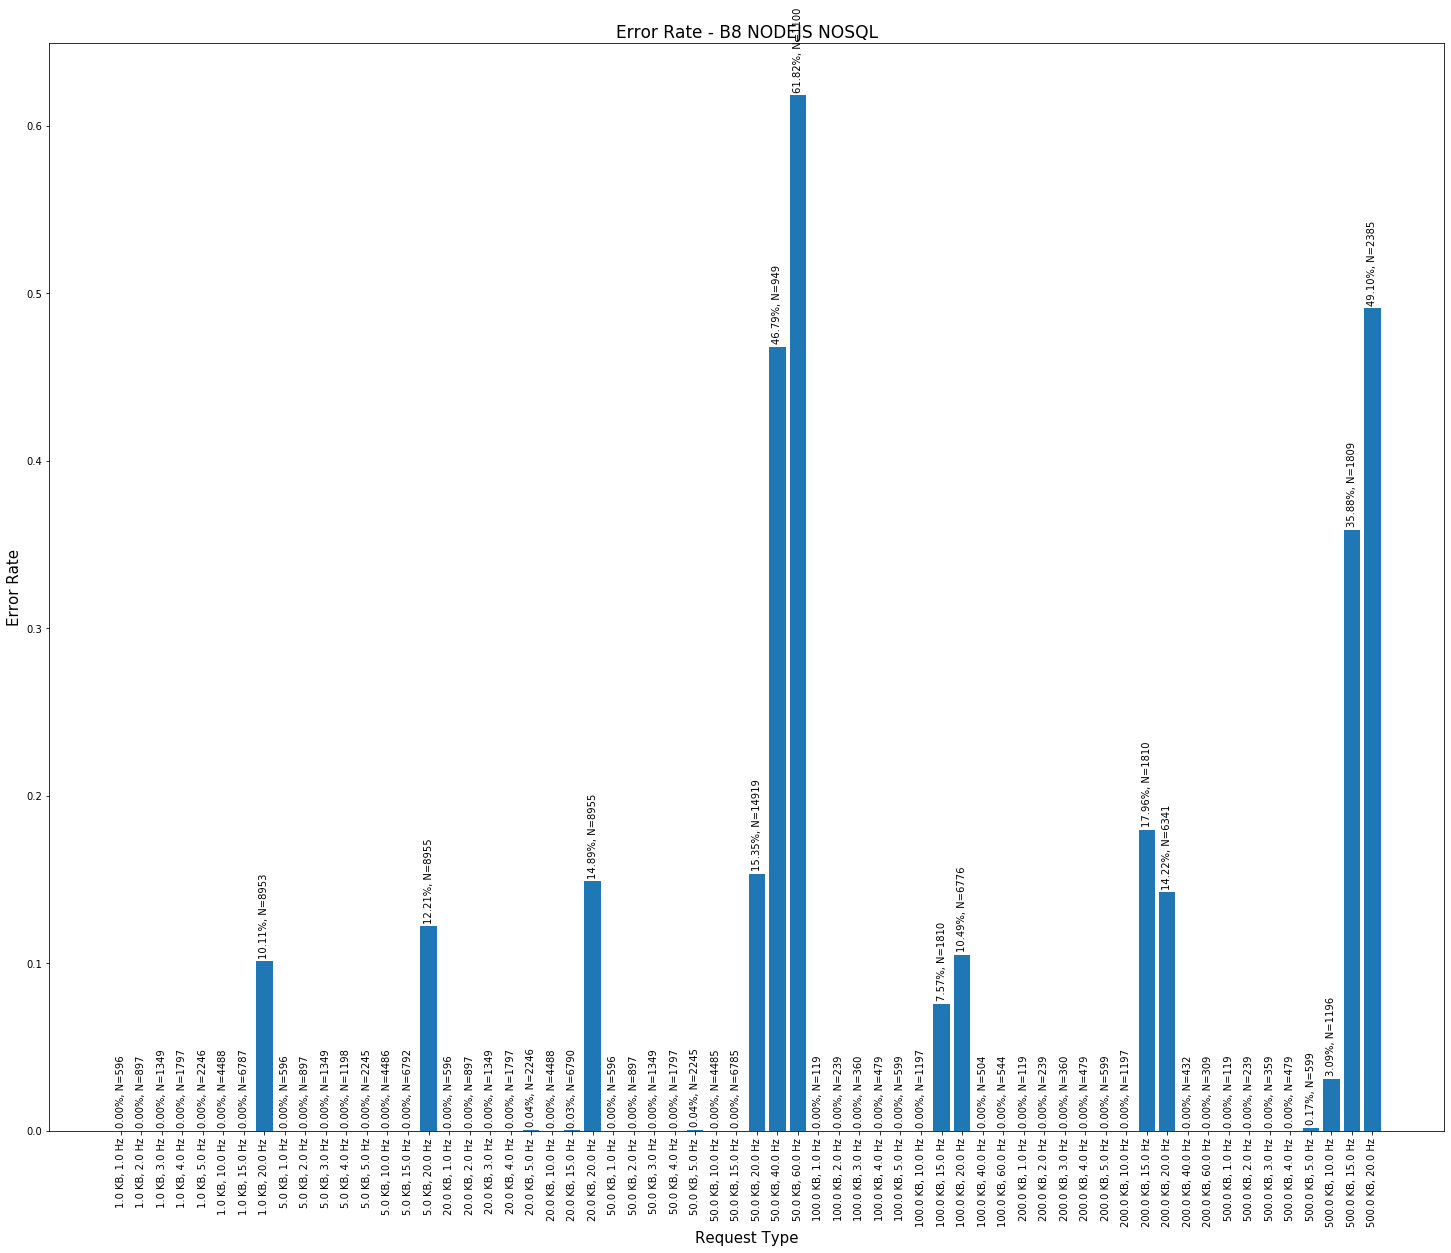 Error Rate - B8 NODEJS NOSQL
Error Rate
0.6
0.5
0.4
0.3
0.2
0.1
0.0
0.00%, N=596
0.00%, N=897
0.00%, N=1349
0.00%, N=1797
0.00%, N=2246
0.00%, N=4488
0.00%, N=6787
10.11%, N=8953
0.00%, N=596
0.00%, N=897
0.00%, N=1349
0.00%, N=1198
0.00%, N=2245
0.00%, N=4486
0.00%, N=6792
12.21%, N=8955
0.00%, N=596
0.00%, N=897
0.00%, N=1349
0.00%, N=1797
0.04%, N=2246
0.00%, N=4488
0.03%, N=6790
14.89%, N=8955
0.00%, N=596
0.00%, N=897
0.00%, N=1349
0.00%, N=1797
0.04%, N=2245
0.00%, N=4485
0.00%, N=6785
15.35%, N=14919
46.79%, N=949
61.82%, N=1100
0.00%, N=119
0.00%, N=239
0.00%, N=360
0.00%, N=479
0.00%, N=599
0.00%, N=1197
7.57%, N=1810
10.49%, N=6776
0.00%, N=504
0.00%, N=544
0.00%, N=119
0.00%, N=239
0.00%, N=360
0.00%, N=479
0.00%, N=599
0.00%, N=1197
17.96%, N=1810
14.22%, N=6341
0.00%, N=432
0.00%, N=309
0.00%, N=119
0.00%, N=239
0.00%, N=359
0.00%, N=479
0.17%, N=599
3.09%, N=1196
35.88%, N=1809
49.10%, N=2385
1.0 KB, 1.0 Hz
1.0 KB, 2.0 Hz
1.0 KB, 3.0 Hz
1.0 KB, 4.0 Hz
1.0 KB, 5.0 Hz
1.0 KB, 10.0 Hz
1.0 KB, 15.0 Hz
1.0 KB, 20.0 Hz
5.0 KB, 1.0 Hz
5.0 KB, 2.0 Hz
5.0 KB, 3.0 Hz
5.0 KB, 4.0 Hz
5.0 KB, 5.0 Hz
5.0 KB, 10.0 Hz
5.0 KB, 15.0 Hz
5.0 KB, 20.0 Hz
20.0 KB, 1.0 Hz
20.0 KB, 2.0 Hz
20.0 KB, 3.0 Hz
20.0 KB, 4.0 Hz
20.0 KB, 5.0 Hz
20.0 KB, 10.0 Hz
20.0 KB, 15.0 Hz
20.0 KB, 20.0 Hz
50.0 KB, 1.0 Hz
50.0 KB, 2.0 Hz
50.0 KB, 3.0 Hz
50.0 KB, 4.0 Hz
50.0 KB, 5.0 Hz
50.0 KB, 10.0 Hz
50.0 KB, 15.0 Hz
50.0 KB, 20.0 Hz
50.0 KB, 40.0 Hz
50.0 KB, 60.0 Hz
100.0 KB, 1.0 Hz
100.0 KB, 2.0 Hz
100.0 KB, 3.0 Hz
100.0 KB, 4.0 Hz
100.0 KB, 5.0 Hz
100.0 KB, 10.0 Hz
100.0 KB, 15.0 Hz
100.0 KB, 20.0 Hz
100.0 KB, 40.0 Hz
100.0 KB, 60.0 Hz
200.0 KB, 1.0 Hz
200.0 KB, 2.0 Hz
200.0 KB, 3.0 Hz
200.0 KB, 4.0 Hz
200.0 KB, 5.0 Hz
200.0 KB, 10.0 Hz
200.0 KB, 15.0 Hz
200.0 KB, 20.0 Hz
200.0 KB, 40.0 Hz
200.0 KB, 60.0 Hz
500.0 KB, 1.0 Hz
500.0 KB, 2.0 Hz
500.0 KB, 3.0 Hz
500.0 KB, 4.0 Hz
500.0 KB, 5.0 Hz
500.0 KB, 10.0 Hz
500.0 KB, 15.0 Hz
500.0 KB, 20.0 Hz
Request Type